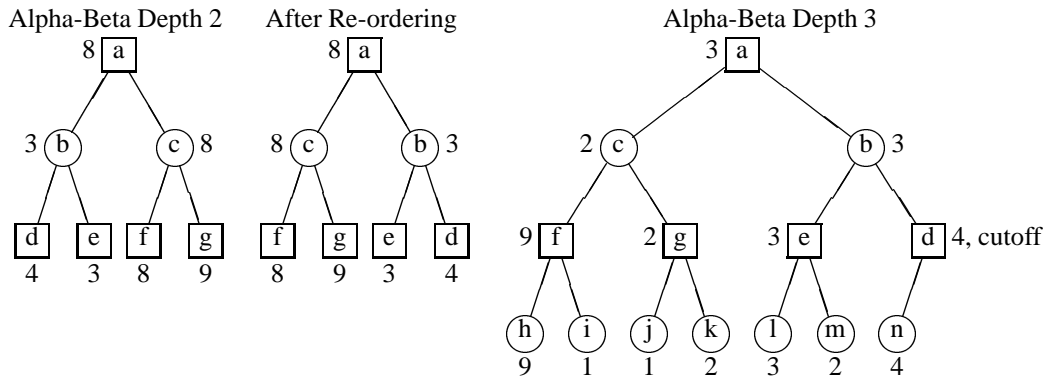 Alpha-Beta Depth 2 After Re-ordering Alpha-Beta Depth 3
8 a 8 a 3 a
3 b c 8 8 c b 3 2 c b 3
d e f g f g e d 9 f 2 g 3 e d 4, cutoff
4 3 8 9 8 9 3 4
h i j k l m n
9 1 1 2 3 2 4